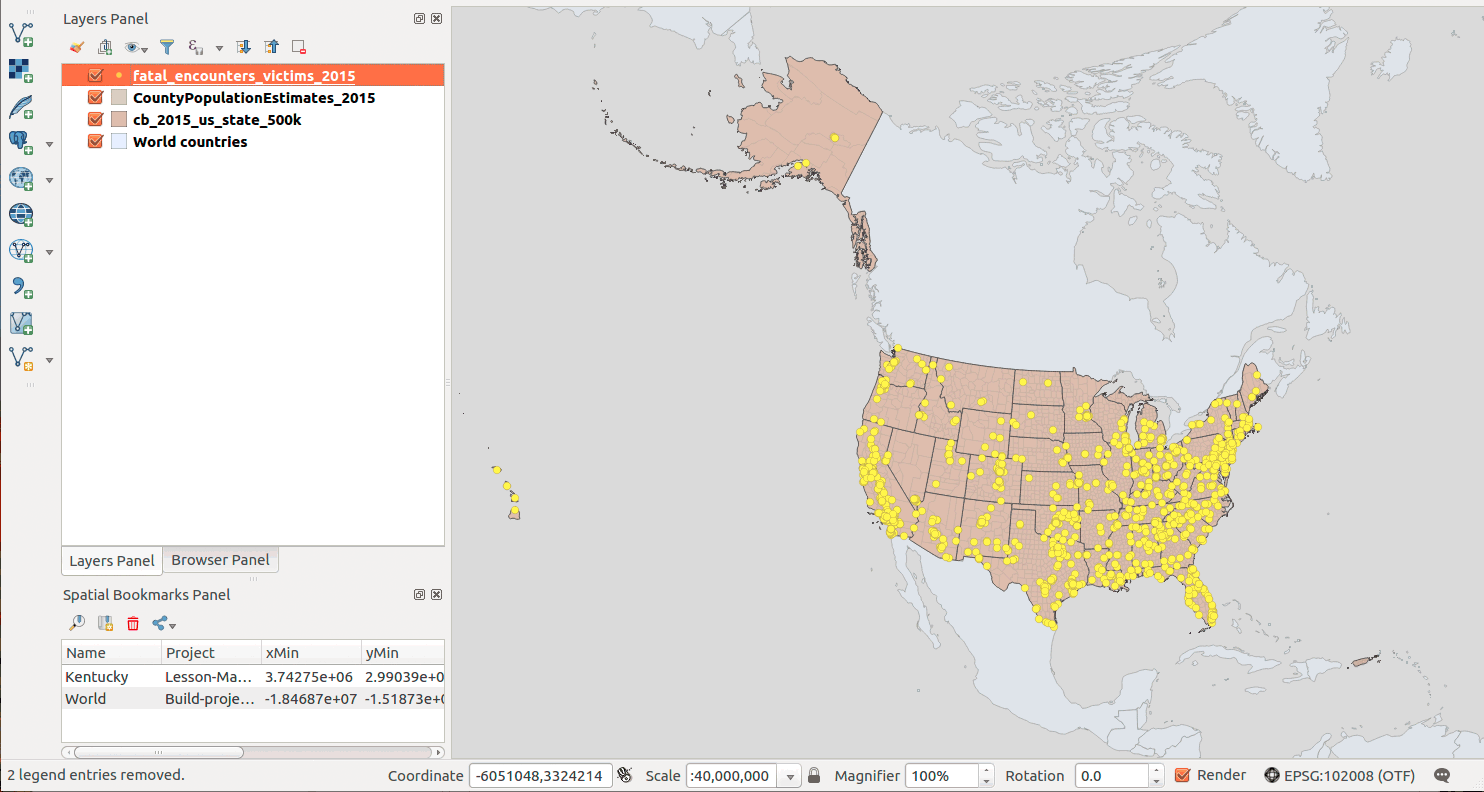 Layers Panel
fatal_encounters_victims_2015
CountyPopulationEstimates_2015
cb_2015_us_state_500k
World countries
Layers Panel Browser Panel
Spatial Bookmarks Panel
Name Project xMin yMin
Kentucky Lesson-Ma... 3.74275e+06 2.99039e+0
World Build-proje... -1.84687e+07 -1.51873e+0
2 legend entries removed. Coordinate -6051048,3324214 Scale :40,000,000 Magnifier 100% Rotation 0.0 Render EPSG:102008 (OTF)